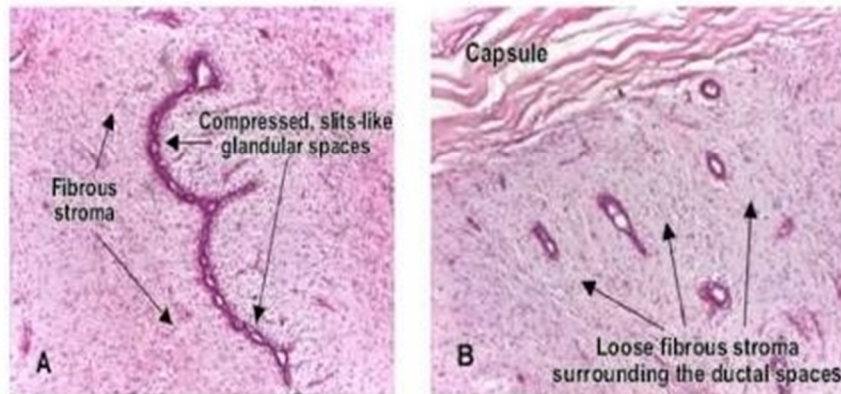 Compressed, slits-like
glandular spaces
Fibrous
stroma
A
Capsule
Loose fibrous stroma
surrounding the ductal spaces
B